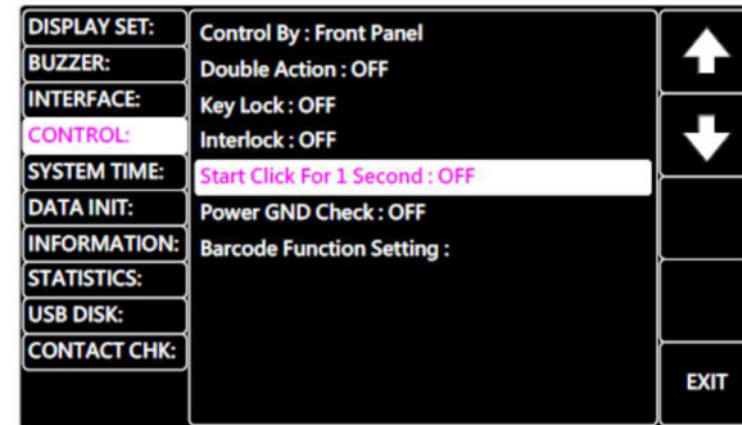 DISPLAY SET:
BUZZER:
INTERFACE:
CONTROL:
SYSTEM TIME:
DATA INIT:
INFORMATION:
STATISTICS:
USB DISK:
CONTACT CHK:
Control By : Front Panel
Double Action : OFF
Key Lock : OFF
Interlock : OFF
Start Click For 1 Second : OFF
Power GND Check : OFF
Barcode Function Setting :
EXIT